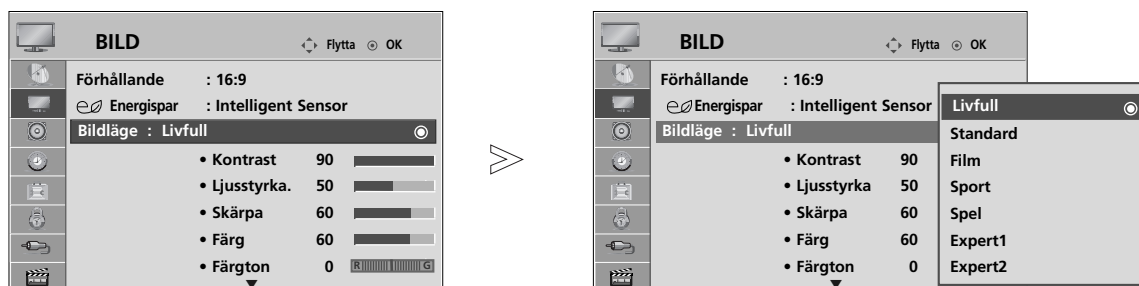 BILD Flytta OK
Förhållande : 16:9
Energispar : Intelligent Sensor
Bildläge : Livfull
• Kontrast 90
• Ljusstyrka. 50
• Skärpa 60
• Färg 60
• Färgton 0 R G
BILD Flytta OK
Förhållande : 16:9
Energispar : Intelligent Sensor
Bildläge : Livfull
• Kontrast 90
• Ljusstyrka 50
• Skärpa 60
• Färg 60
• Färgton 0
Livfull
Standard
Film
Sport
Spel
Expert1
Expert2